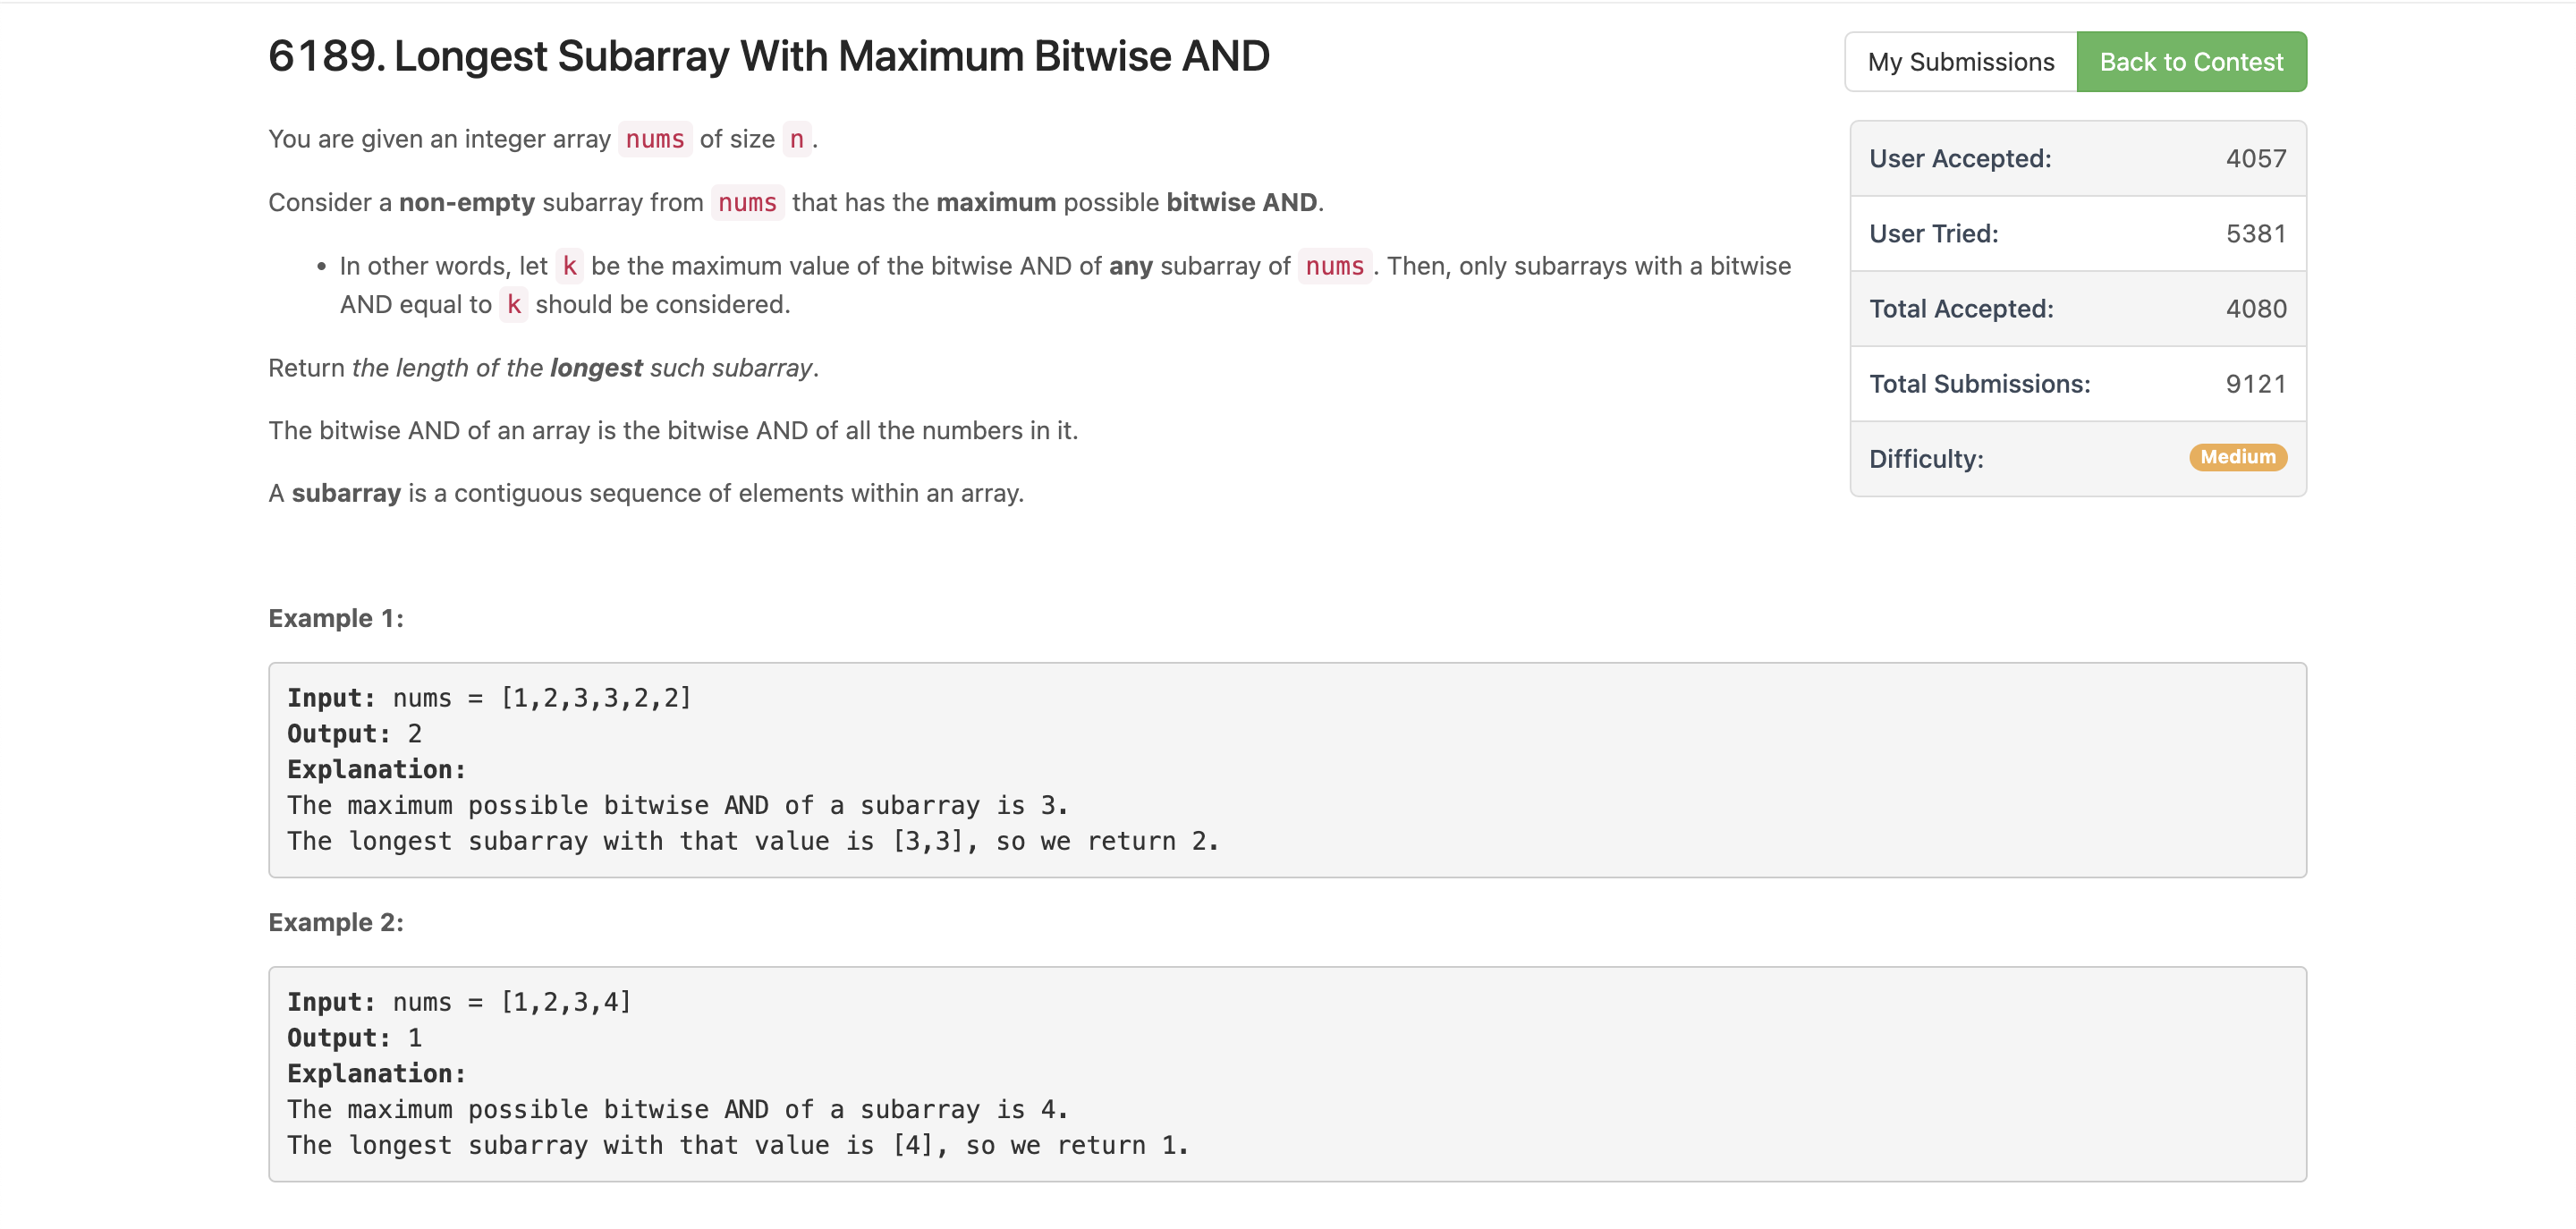 6189. Longest Subarray With Maximum Bitwise AND
My Submissions
Back to Contest
You are given an integer array nums of size n.
Consider a non-empty subarray from nums that has the maximum possible bitwise AND.
• In other words, let k be the maximum value of the bitwise AND of any subarray of nums. Then, only subarrays with a bitwise
AND equal to k should be considered.
Return the length of the longest such subarray.
The bitwise AND of an array is the bitwise AND of all the numbers in it.
A subarray is a contiguous sequence of elements within an array.
User Accepted: 4057
User Tried: 5381
Total Accepted: 4080
Total Submissions: 9121
Difficulty: Medium
Example 1:
Input: nums = [1,2,3,3,2,2]
Output: 2
Explanation:
The maximum possible bitwise AND of a subarray is 3.
The longest subarray with that value is [3,3], so we return 2.
Example 2:
Input: nums = [1,2,3,4]
Output: 1
Explanation:
The maximum possible bitwise AND of a subarray is 4.
The longest subarray with that value is [4], so we return 1.